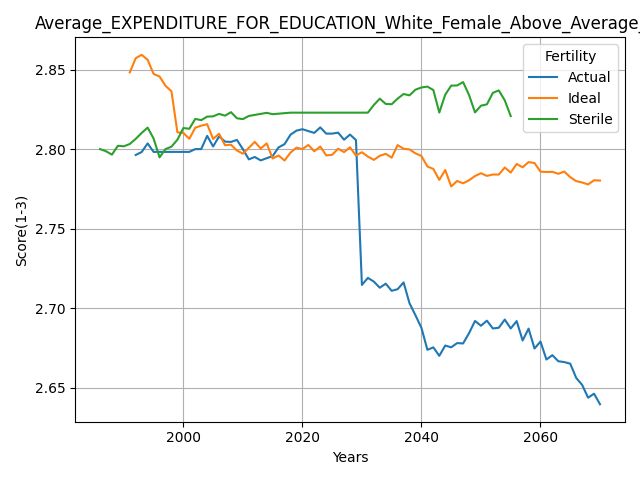 Average_EXPENDITURE_FOR_EDUCATION_White_Female_Above_Average_
Fertility
Actual
Ideal
Sterile
Score(1-3)
2.85
2.80
2.75
2.70
2.65
2000
2020
2040
2060
Years